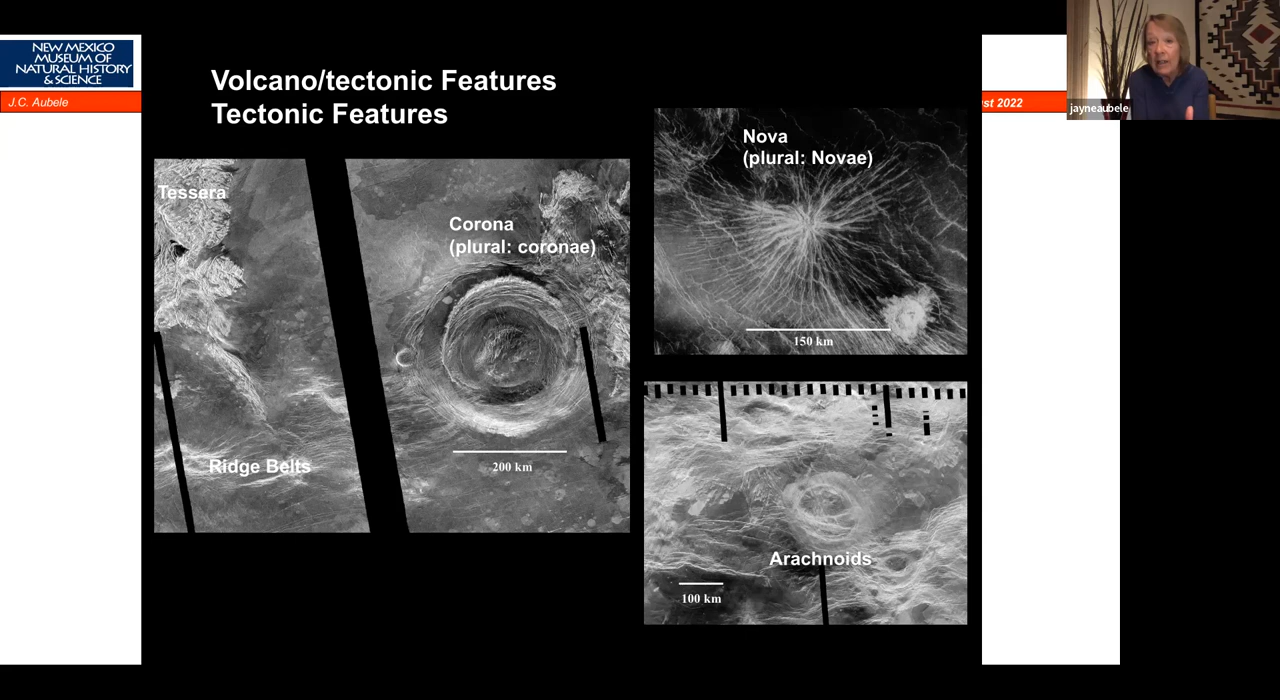 NEW MEXICO
MUSEUM OF
NATURAL HISTORY
& SCIENCE
J.C. Aubele
Volcano/tectonic Features
Tectonic Features
2022
jayneaubele
Tessera
Corona
(plural: coronae)
200 km
Ridge Belts
Nova
(plural: Novae)
150 km
Arachnoids
100 km